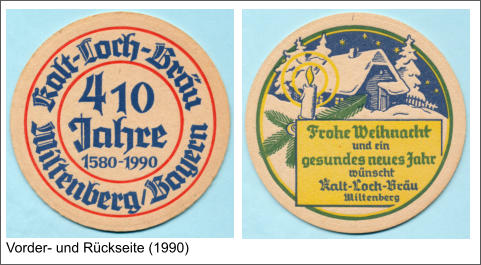 Kalt-Loch-Bräu
410
Jahre
1580-1990
Miltenberg/Bayern
Frohe Weihnacht
und ein
gesundes neues Jahr
wünscht
Kalt-Loch-Bräu
Miltenberg
Vorder- und Rückseite (1990)